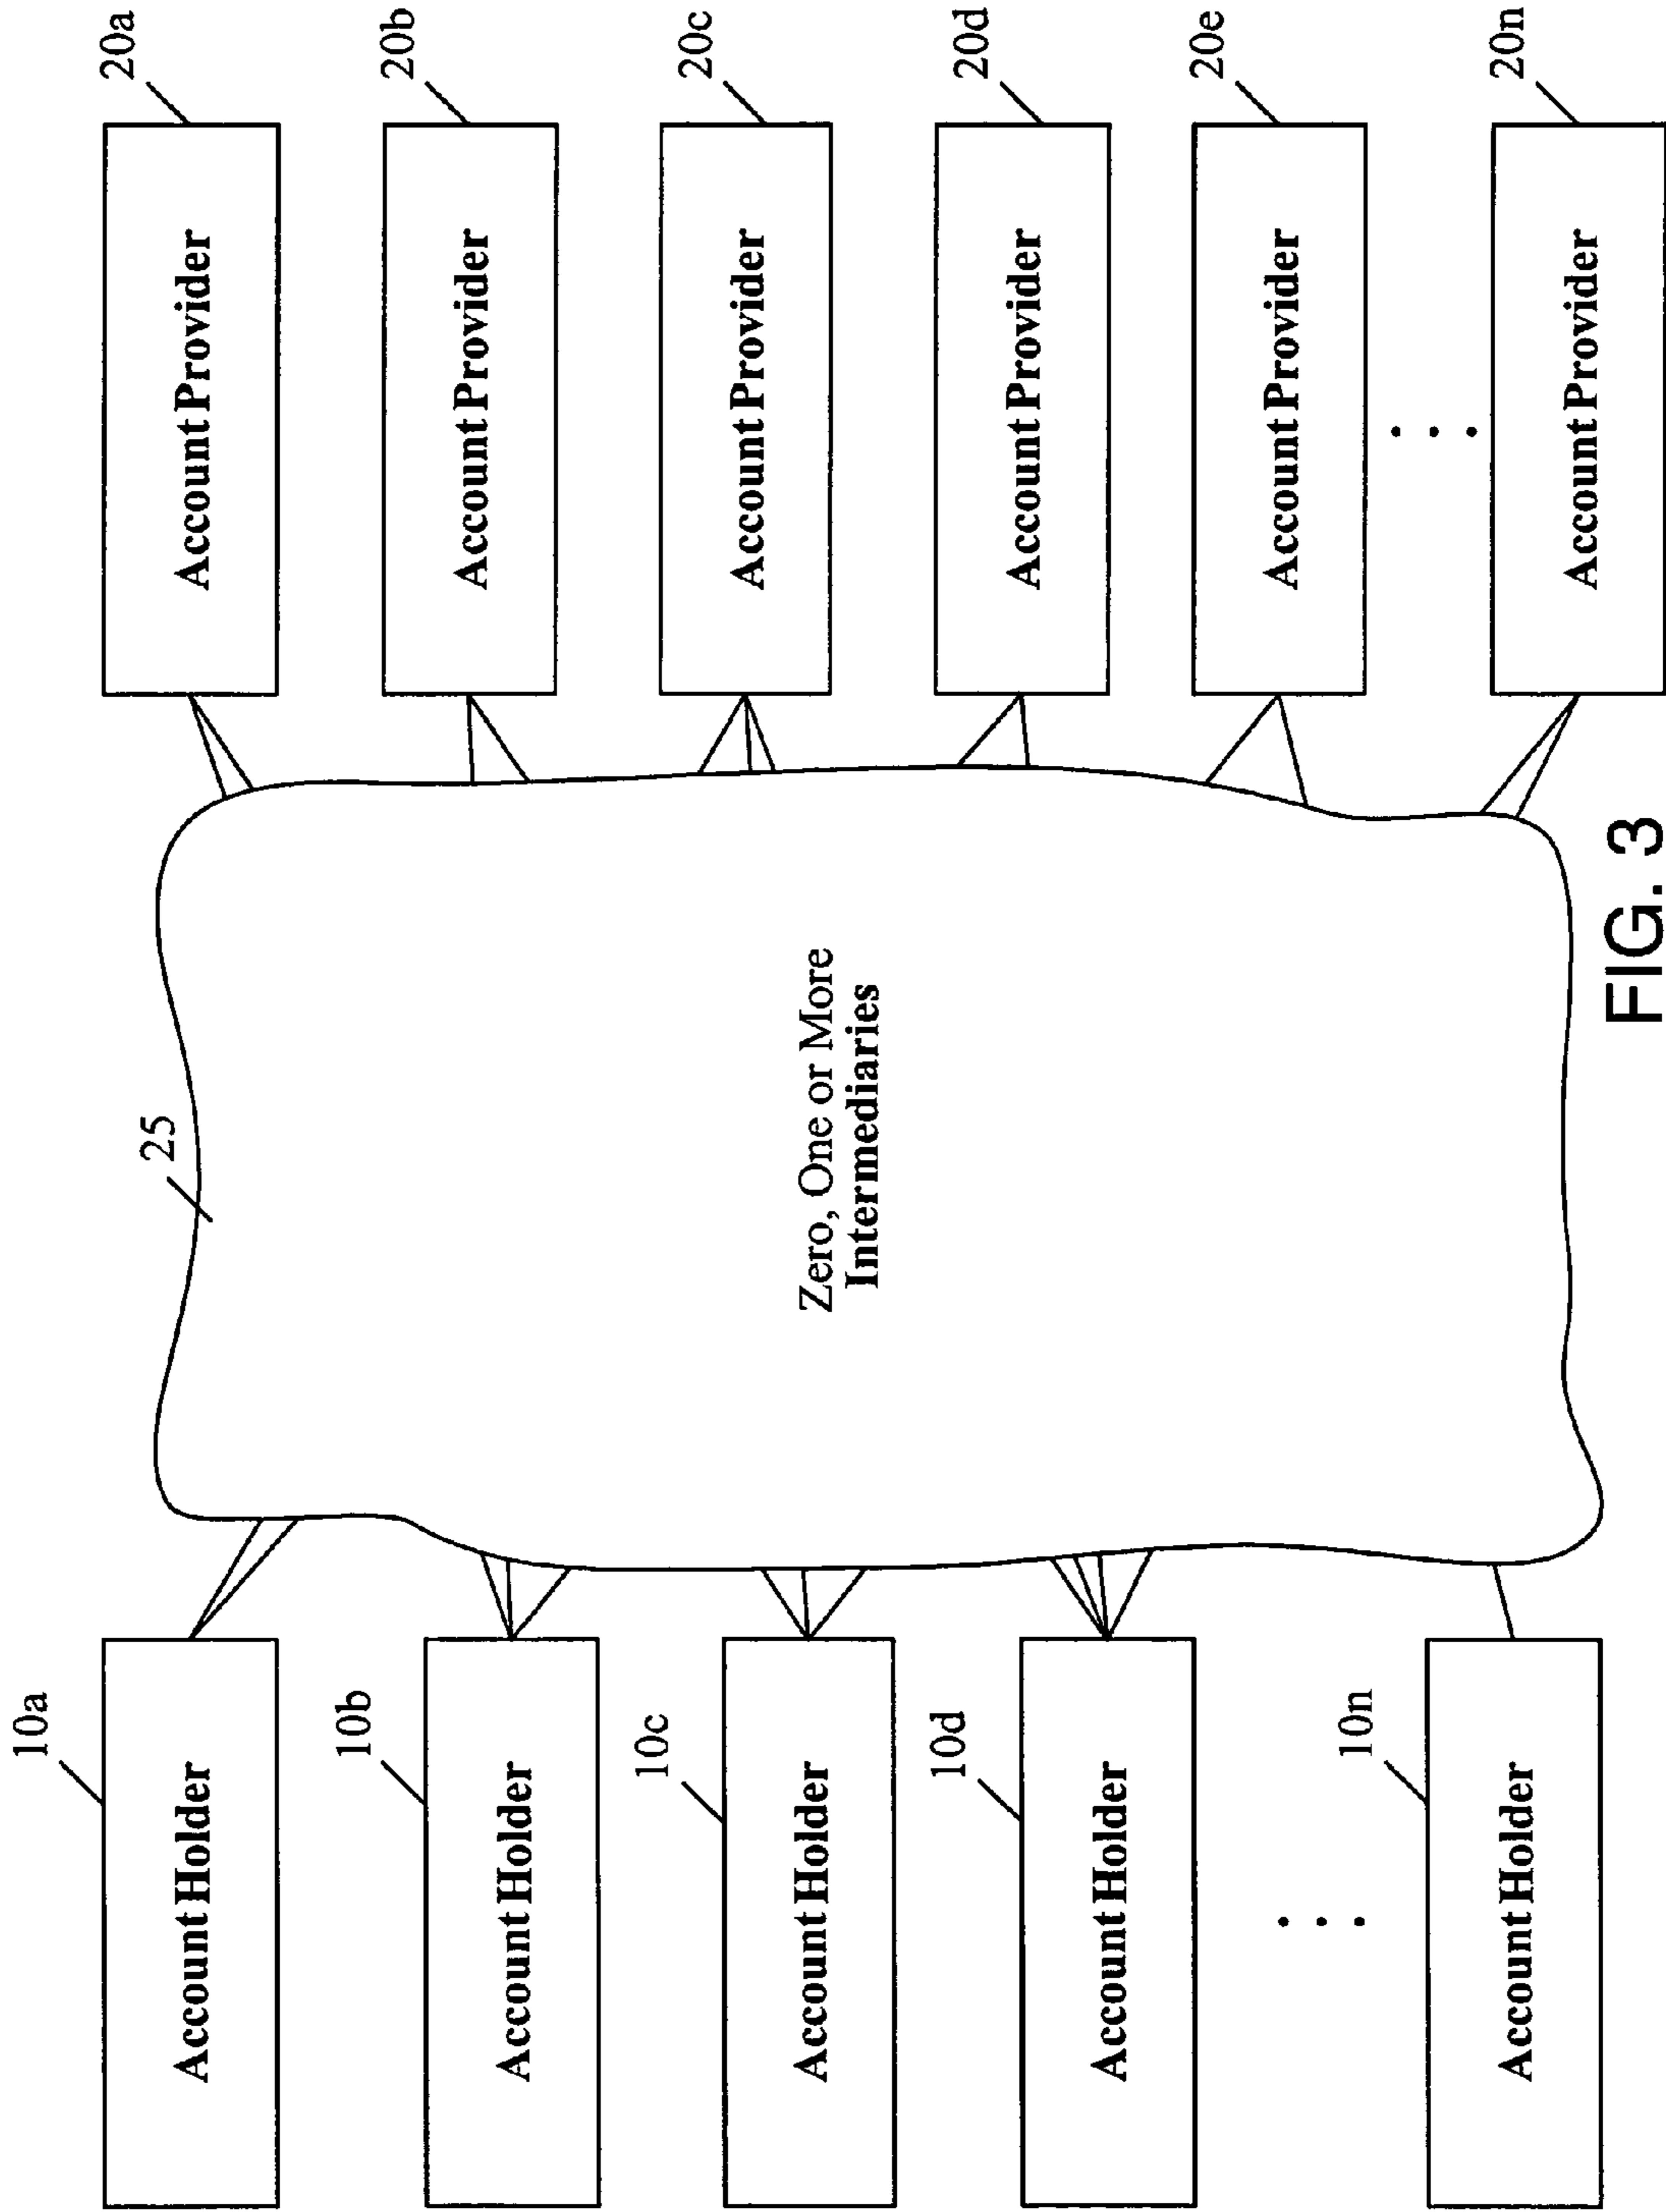 10a
Account Holder
10b
Account Holder
10c
Account Holder
10d
Account Holder
10n
Account Holder
25
Zero, One or More
Intermediaries
20a
Account Provider
20b
Account Provider
20c
Account Provider
20d
Account Provider
20e
Account Provider
20n
Account Provider
FIG. 3